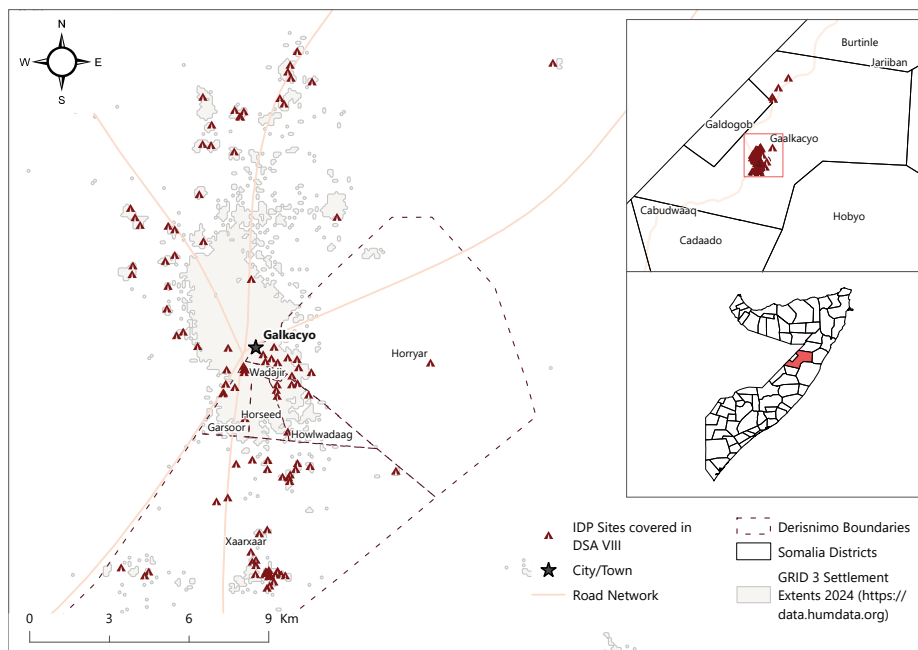 N
W
E
S
Burtinle
Jariiban
Galdogob
Gaalkacyo
Cabudwaaq
Hobyo
Cadaado
Galkacyo
Horryar
Wadajir
Horseed
Garsoor
Howlwadaag
Xaarxaar
IDP Sites covered in
DSA VIII
City/Town
Road Network
Derisnimo Boundaries
Somalia Districts
GRID 3 Settlement
Extents 2024 (https://
data.humdata.org)
0 3 6 9 Km